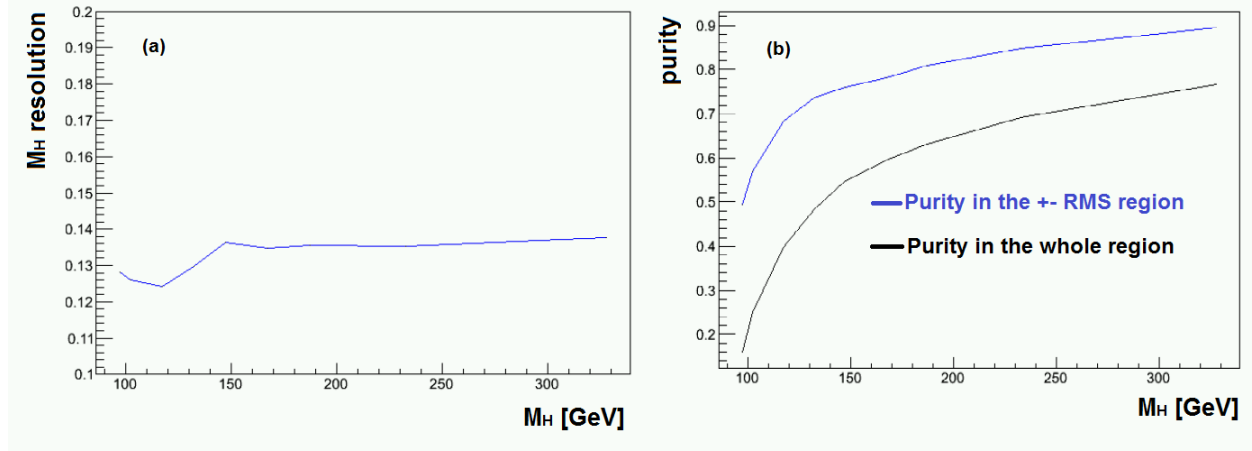 (a)
MH resolution
0.2
0.19
0.18
0.17
0.16
0.15
0.14
0.13
0.12
0.11
0.1
100 150 200 250 300
MH [GeV]
(b)
purity
0.9
0.8
0.7
0.6
0.5
0.4
0.3
0.2
Purity in the +- RMS region
Purity in the whole region
100 150 200 250 300
MH [GeV]